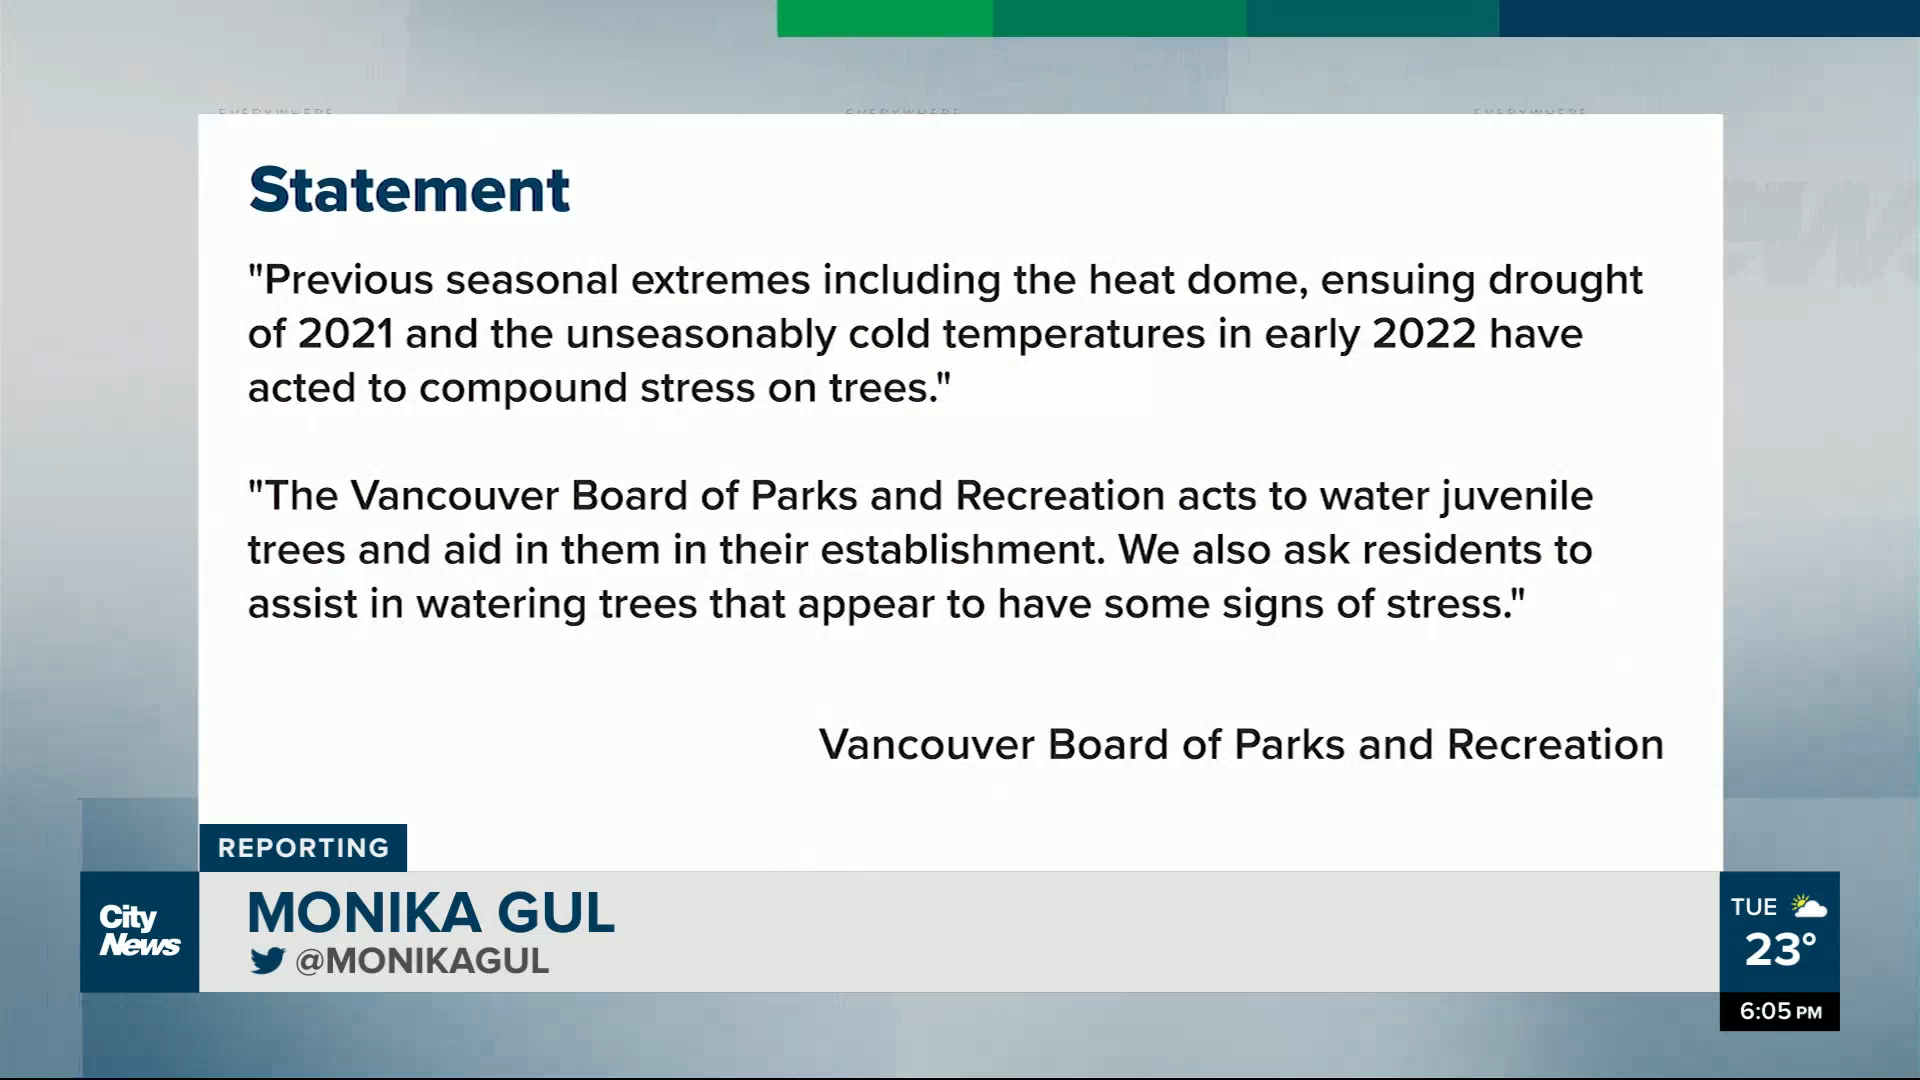 EVERYWHERE EVERYWHERE EVERYWHERE
Statement
"Previous seasonal extremes including the heat dome, ensuing drought
of 2021 and the unseasonably cold temperatures in early 2022 have
acted to compound stress on trees."
"The Vancouver Board of Parks and Recreation acts to water juvenile
trees and aid in them in their establishment. We also ask residents to
assist in watering trees that appear to have some signs of stress."
Vancouver Board of Parks and Recreation
REPORTING
City
News
MONIKA GUL
@MONIKAGUL
TUE
23°
6:05 PM